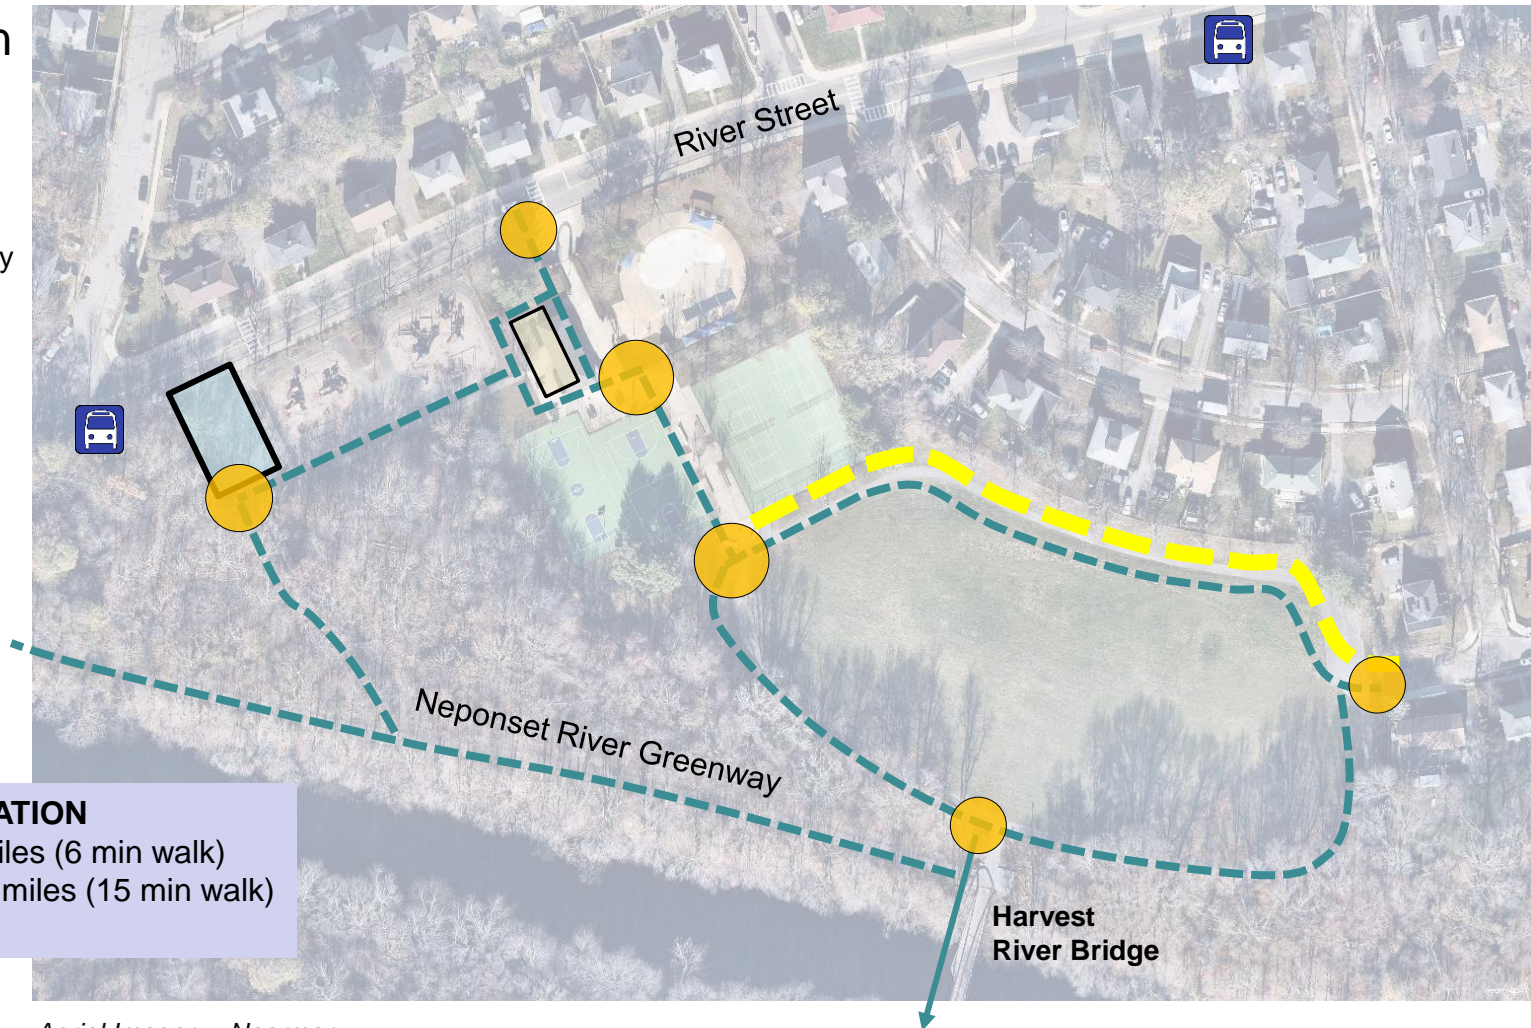 n
River Street
y
Neponset River Greenway
ATION
iles (6 min walk)
miles (15 min walk)
Harvest
River Bridge